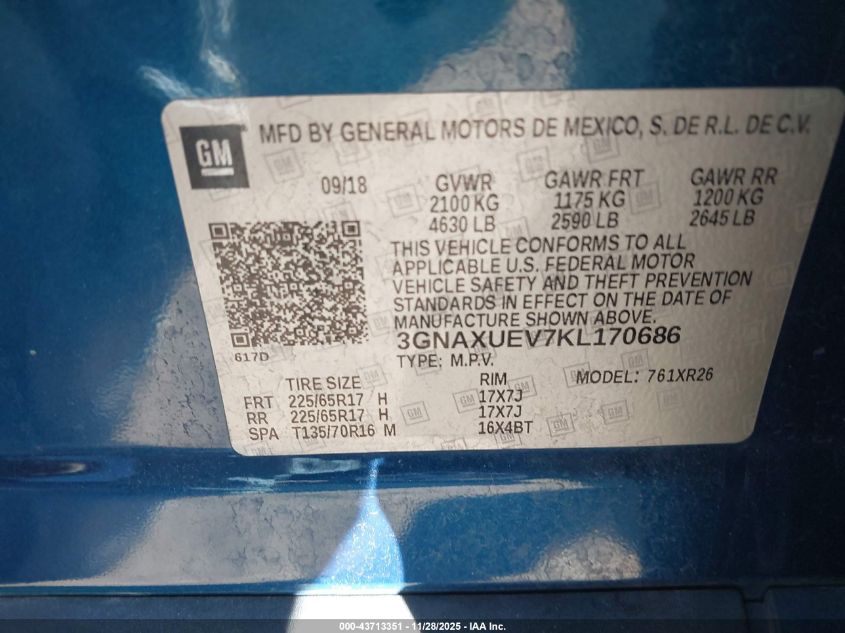 GM
MFD BY GENERAL MOTORS DE MEXICO, S. DE R.L. DE C.V.
09/18 GVWR GAWR FRT GAWR RR
2100 KG 1175 KG 1200 KG
4630 LB 2590 LB 2645 LB
THIS VEHICLE CONFORMS TO ALL
APPLICABLE U.S. FEDERAL MOTOR
VEHICLE SAFETY AND THEFT PREVENTION
STANDARDS IN EFFECT ON THE DATE OF
MANUFACTURE SHOWN ABOVE.
3GNAXUEV7KL170686
617D
TYPE: M.P.V.
TIRE SIZE RIM MODEL: 761XR26
FRT 225/65R17 H 17X7J
RR 225/65R17 H 17X7J
SPA T135/70R16 M 16X4BT
000-43713351 - 11/28/2025 - IAA Inc.